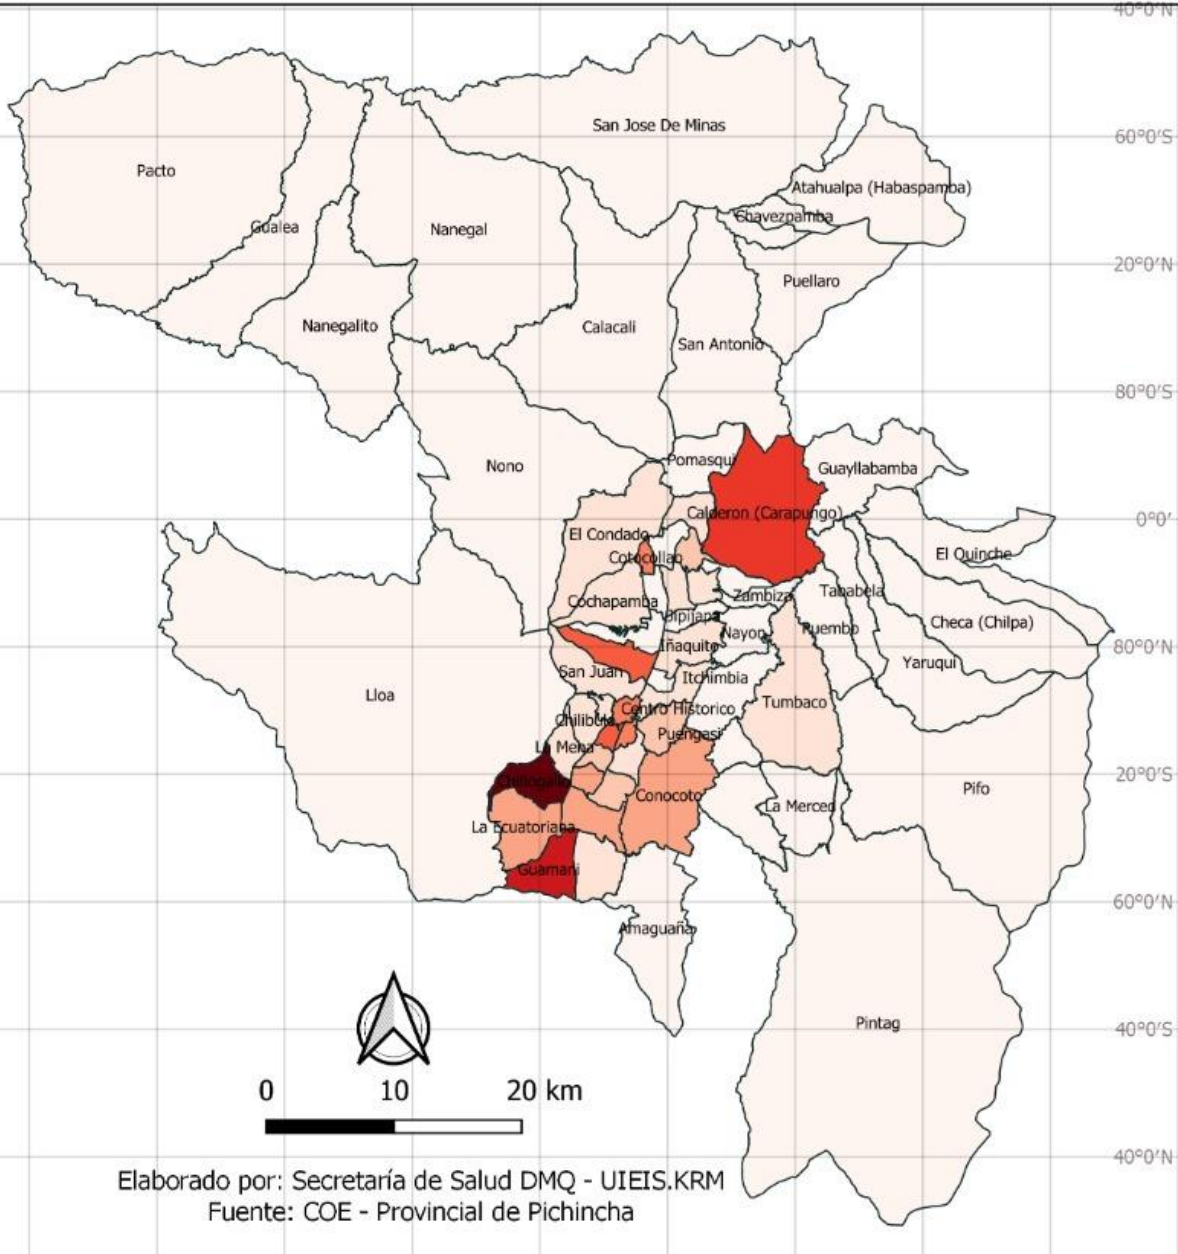 40°0'N
San Jose De Minas
60°0'S
Pacto
Atahualpa (Habaspamba)
Chavezpamba
Gualea
Nanegal
20°0'N
Puellaro
Nanegalito
Calacali
San Antonio
80°0'S
Pomasqui
Nono
Guayllabamba
Calderon (Carapungo)
0°0'
El Condado
El Quinche
Cotocollao
Tababela
Zambiza
Cochapamba
Jipijapa
Checa (Chilpa)
Puembo
Nayon
80°0'N
Iñaquito
Yaruqui
San Juan
Itchimbia
Lloa
Tumbaco
Centro Historico
Chilibulo
Puengasi
La Mena
20°0'S
Chillogallo
Pifo
Conocoto
La Merced
La Ecuatoriana
Guamani
60°0'N
Amaguaña
Pintag
40°0'S
0 10 20 km
40°0'N
Elaborado por: Secretaría de Salud DMQ - UIEIS.KRM
Fuente: COE - Provincial de Pichincha